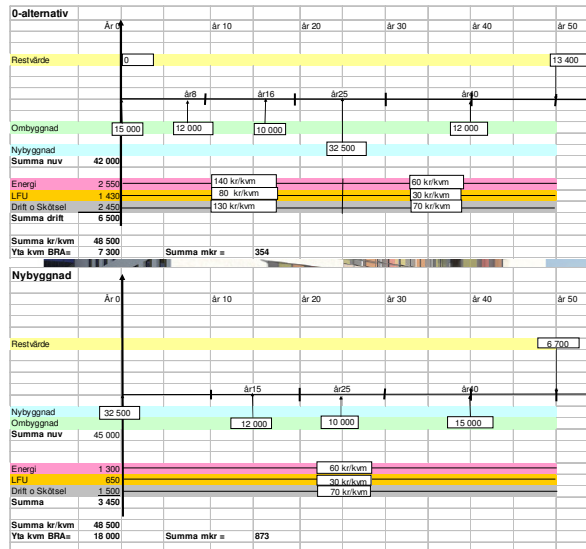 0-alternativ
År 0 år 10 år 20 år 30 år 40 år 50
Restvärde 0 13 400
år8 år16 år25 år40
Ombyggnad 15 000 12 000 10 000 12 000
Nybyggnad 32 500
Summa nuv 42 000
Energi 2 550 140 kr/kvm 60 kr/kvm
LFU 1 430 80 kr/kvm 30 kr/kvm
Drift o Skötsel 2 450 130 kr/kvm 70 kr/kvm
Summa drift 6 500
Summa kr/kvm 48 500
Yta kvm BRA= 7 300 Summa mkr = 354
Nybyggnad
År 0 år 10 år 20 år 30 år 40 år 50
Restvärde 6 700
år15 år25 år40
Nybyggnad 32 500
Ombyggnad 12 000 10 000 15 000
Summa nuv 45 000
Energi 1 300 60 kr/kvm
LFU 650 30 kr/kvm
Drift o Skötsel 1 500 70 kr/kvm
Summa 3 450
Summa kr/kvm 48 500
Yta kvm BRA= 18 000 Summa mkr = 873